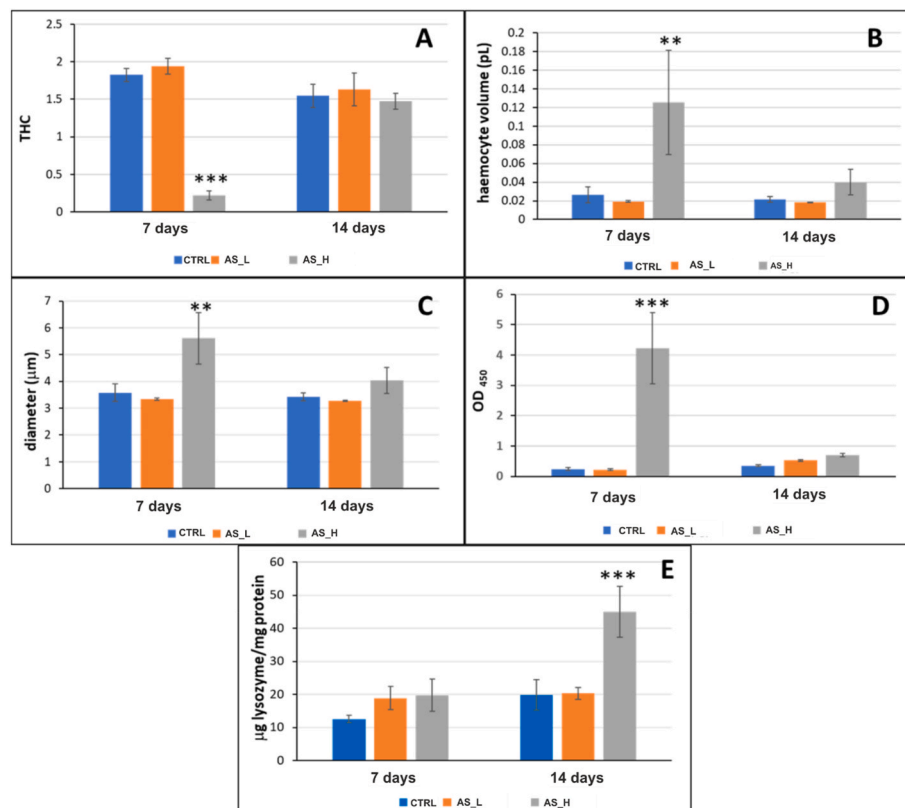 A
THC
2.5
2
1.5
1
0.5
0
***
7 days
14 days
CTRL AS_L AS_H
B
haemocyte volume (pL)
0.2
0.18
0.16
0.14
0.12
0.1
0.08
0.06
0.04
0.02
0
**
7 days
14 days
CTRL AS_L AS_H
C
diameter (µm)
7
6
5
4
3
2
1
0
**
7 days
14 days
CTRL AS_L AS_H
D
OD 450
6
5
4
3
2
1
0
***
7 days
14 days
CTRL AS_L AS_H
E
µg lysozyme/mg protein
60
50
40
30
20
10
0
***
7 days
14 days
CTRL AS_L AS_H